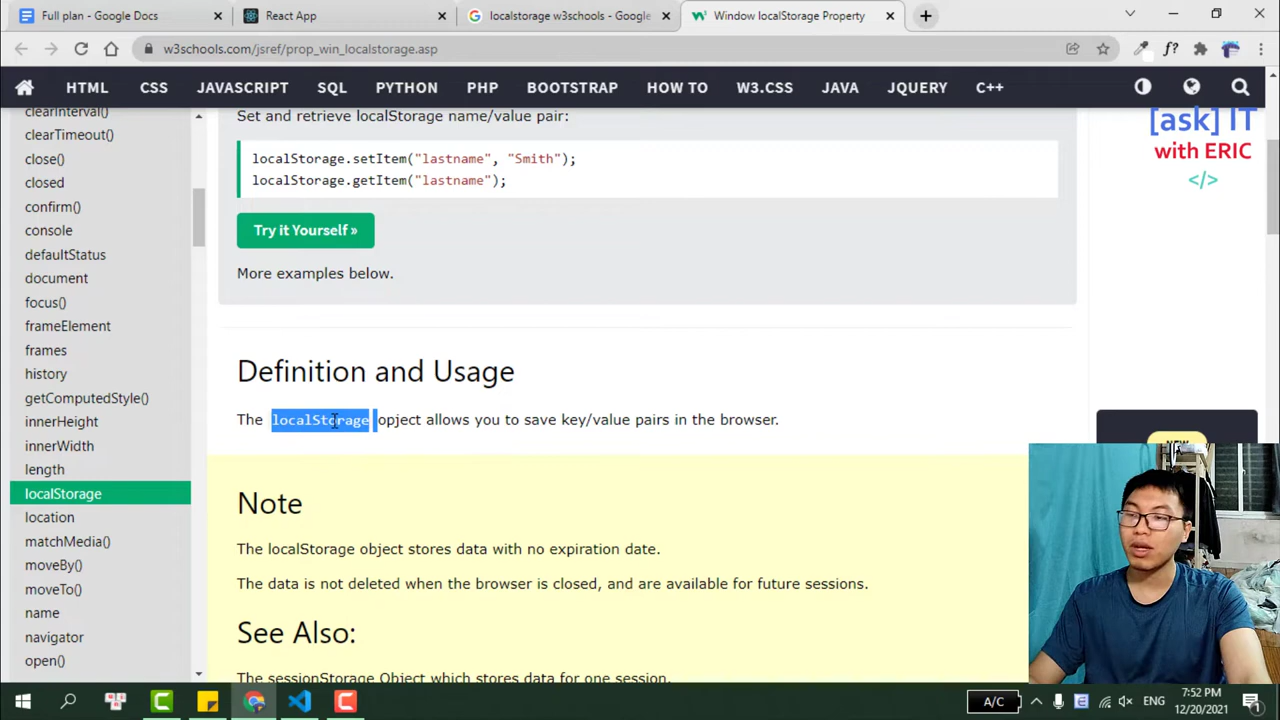 Full plan - Google Docs
React App
localstorage w3schools - Google
Window localStorage Property
w3schools.com/jsref/prop_win_localstorage.asp
HTML CSS JAVASCRIPT SQL PYTHON PHP BOOTSTRAP HOW TO W3.CSS JAVA JQUERY C++
clearInterval()
clearTimeout()
close()
closed
confirm()
console
defaultStatus
document
focus()
frameElement
frames
history
getComputedStyle()
innerHeight
innerWidth
length
localStorage
location
matchMedia()
moveBy()
moveTo()
name
navigator
open()
Set and retrieve localStorage name/value pair:
localStorage.setItem("lastname", "Smith");
localStorage.getItem("lastname");
Try it Yourself »
More examples below.
Definition and Usage
The localStorage object allows you to save key/value pairs in the browser.
Note
The localStorage object stores data with no expiration date.
The data is not deleted when the browser is closed, and are available for future sessions.
See Also:
The sessionStorage Object which stores data for one session.
[ask] IT
with ERIC
</>
NEW
A/C
ENG
7:52 PM
12/20/2021